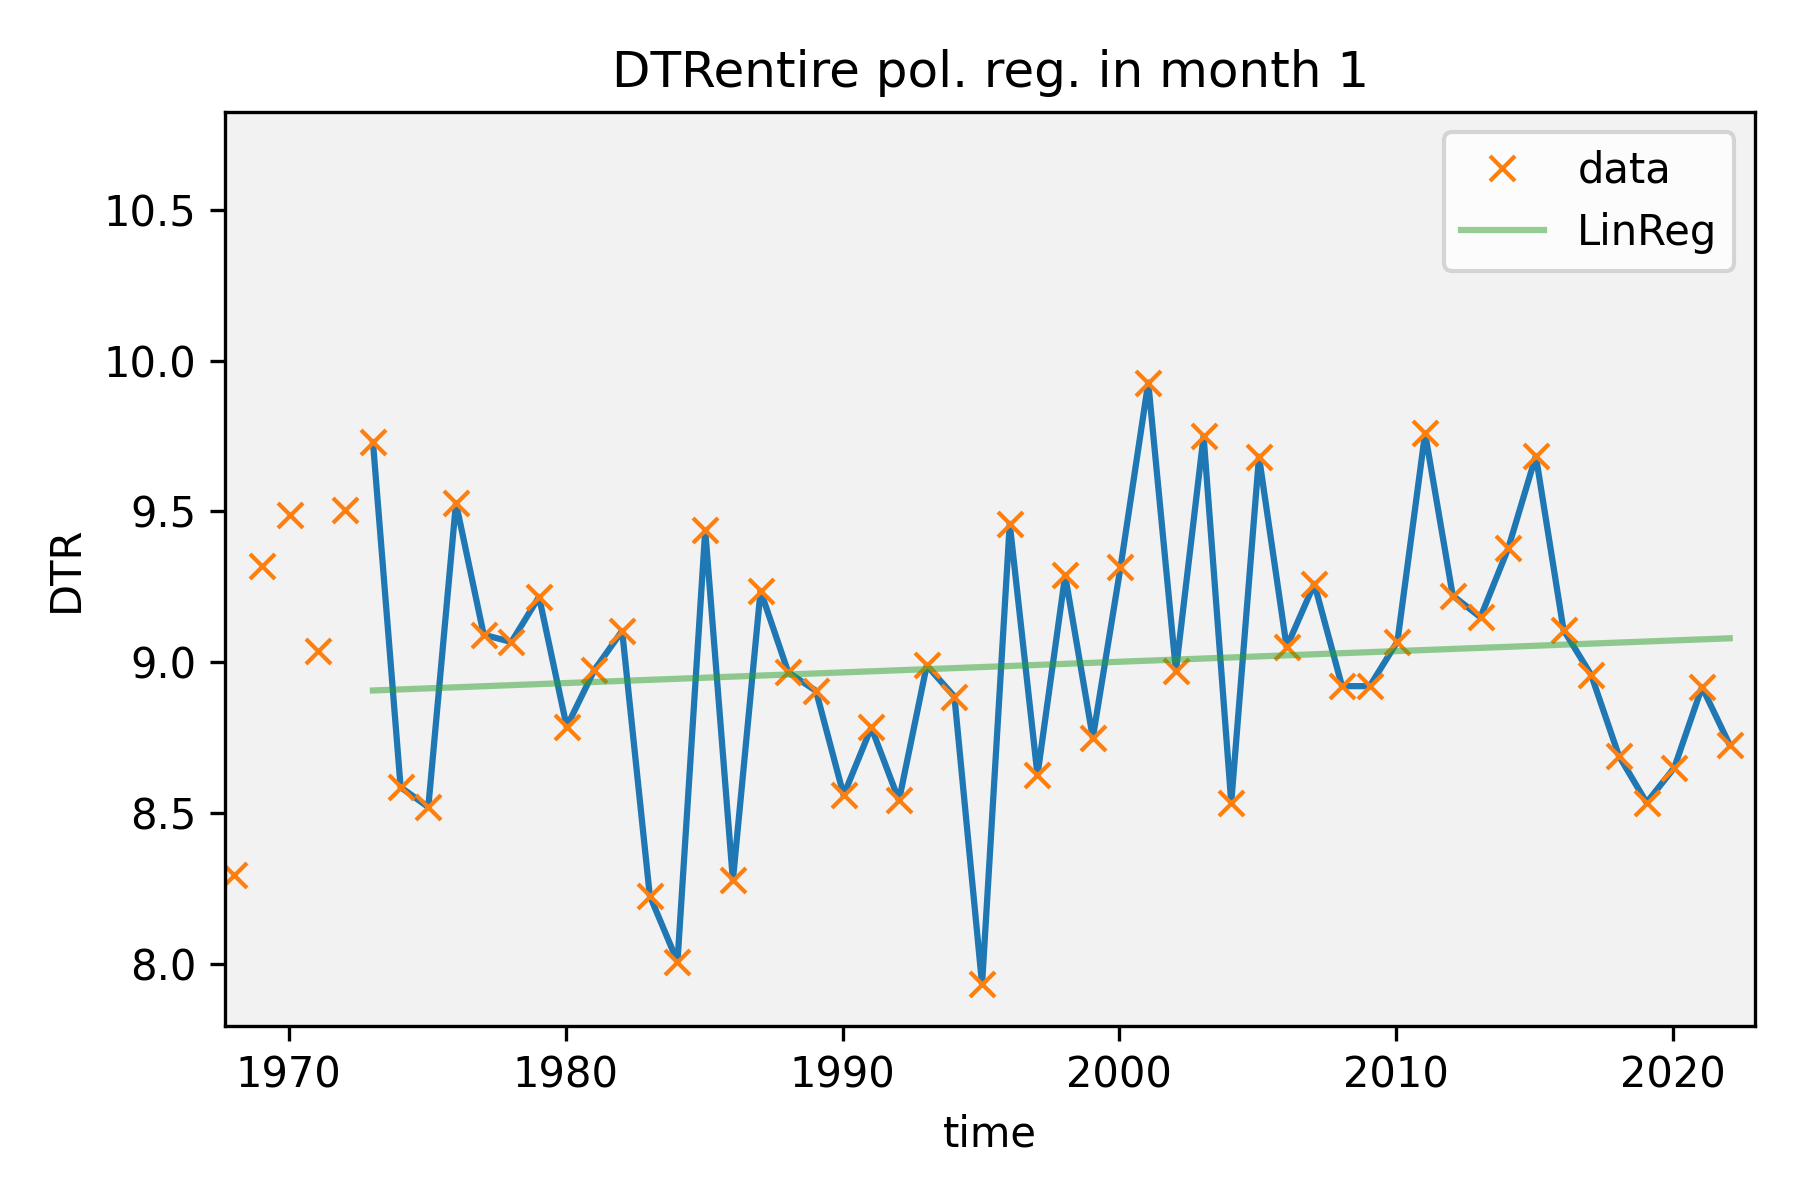 DTRentire pol. reg. in month 1
data
LinReg
10.5
10.0
9.5
9.0
8.5
8.0
DTR
1970 1980 1990 2000 2010 2020
time